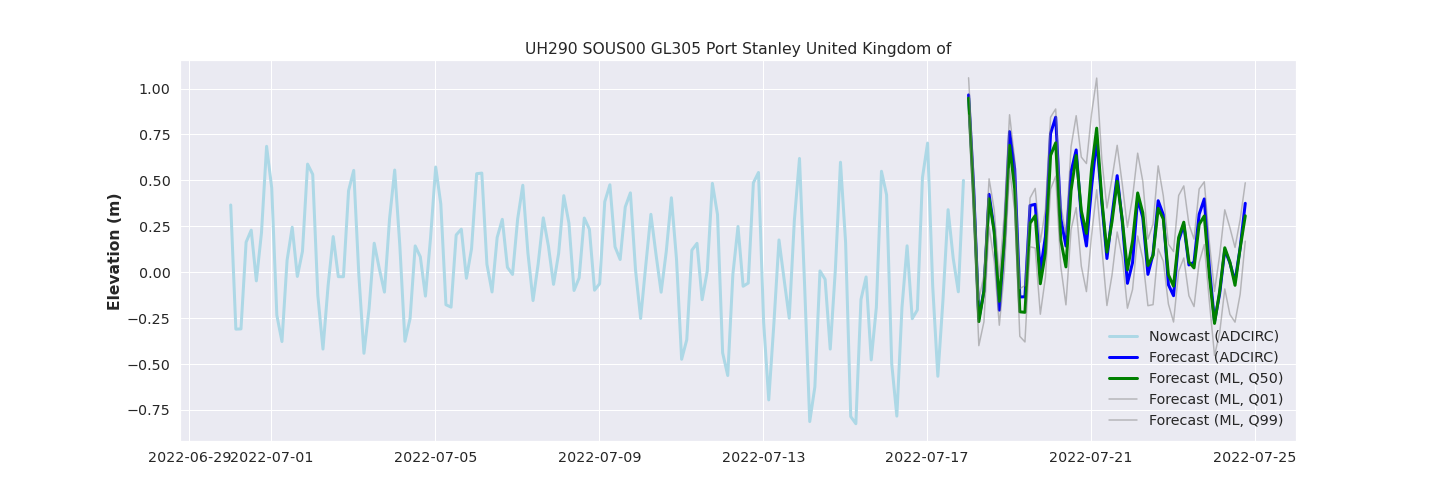 UH290 SOUS00 GL305 Port Stanley United Kingdom of
Elevation (m)
1.00
0.75
0.50
0.25
0.00
−0.25
−0.50
−0.75
Nowcast (ADCIRC)
Forecast (ADCIRC)
Forecast (ML, Q50)
Forecast (ML, Q01)
Forecast (ML, Q99)
2022-06-29 2022-07-01 2022-07-05 2022-07-09 2022-07-13 2022-07-17 2022-07-21 2022-07-25